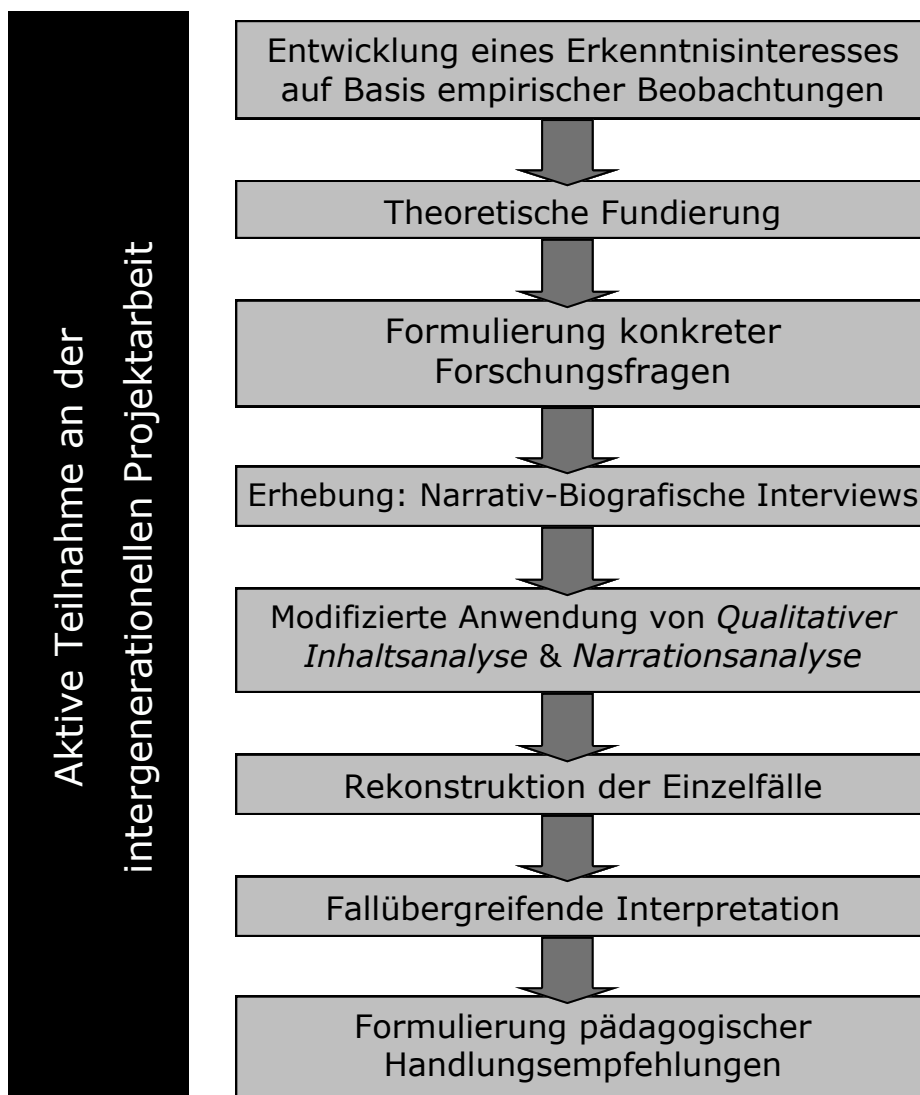 Aktive Teilnahme an der
intergenerationellen Projektarbeit
Entwicklung eines Erkenntnisinteresses
auf Basis empirischer Beobachtungen
Theoretische Fundierung
Formulierung konkreter
Forschungsfragen
Erhebung: Narrativ-Biografische Interviews
Modifizierte Anwendung von Qualitativer
Inhaltsanalyse & Narrationsanalyse
Rekonstruktion der Einzelfälle
Fallübergreifende Interpretation
Formulierung pädagogischer
Handlungsempfehlungen